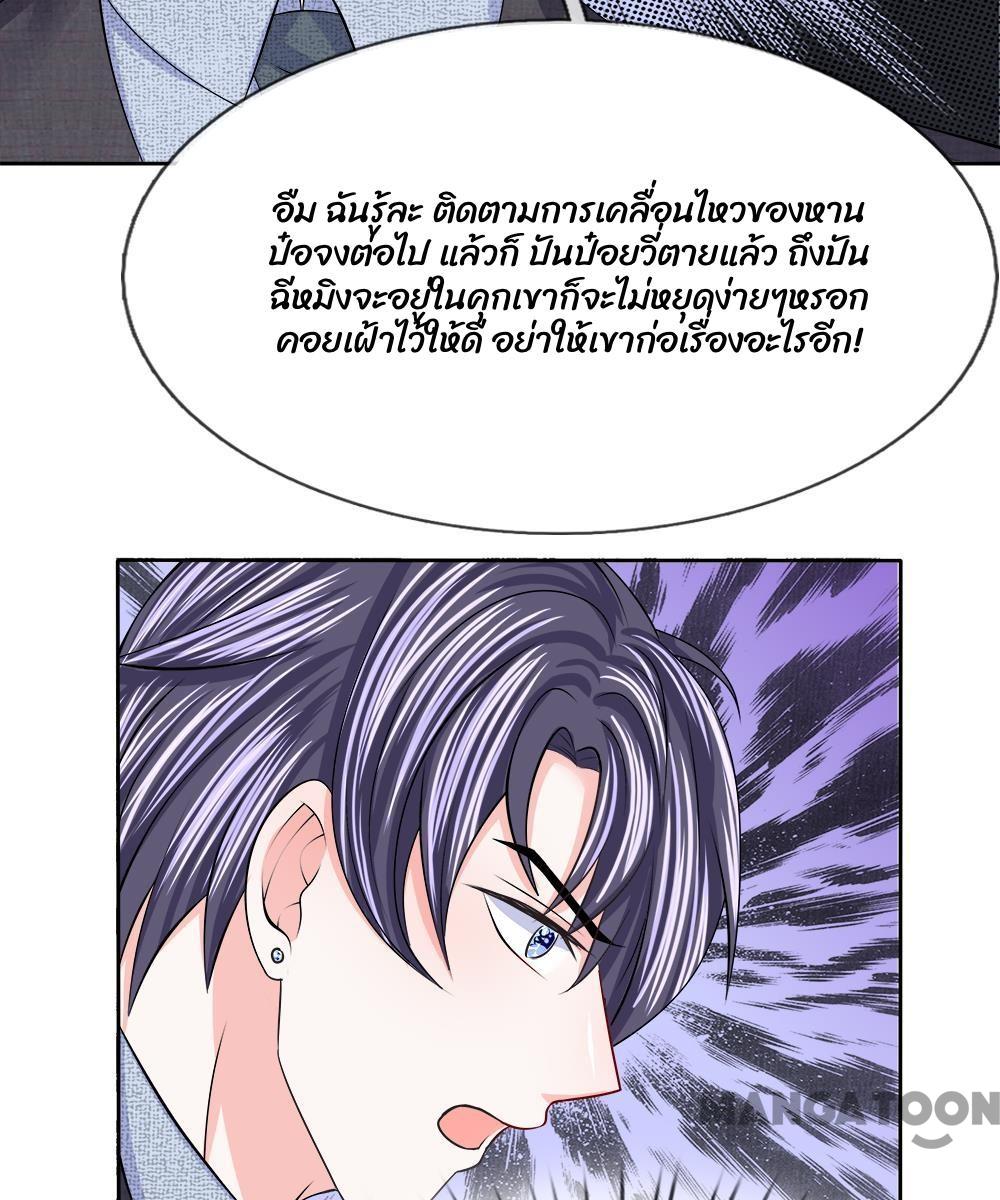 อืม ฉันรู้ละ ติดตามการเคลื่อนไหวของหาน
ป๋อจงต่อไป แล้วก็ ปันป๋อยวี่ตายแล้ว ถึงปัน
ฉีหมิงจะอยู่ในคุกเขาก็จะไม่หยุดง่ายๆหรอก
คอยเฝ้าไว้ให้ดี อย่าให้เขาก่อเรื่องอะไรอีก!
MANGATOON